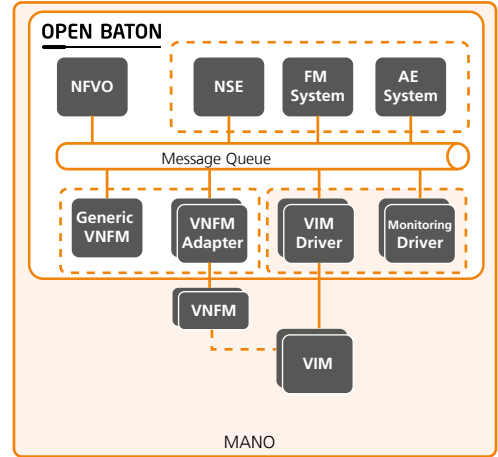 OPEN BATON
NFVO
NSE
FM
System
AE
System
Message Queue
Generic
VNFM
VNFM
Adapter
VIM
Driver
Monitoring
Driver
VNFM
VIM
MANO